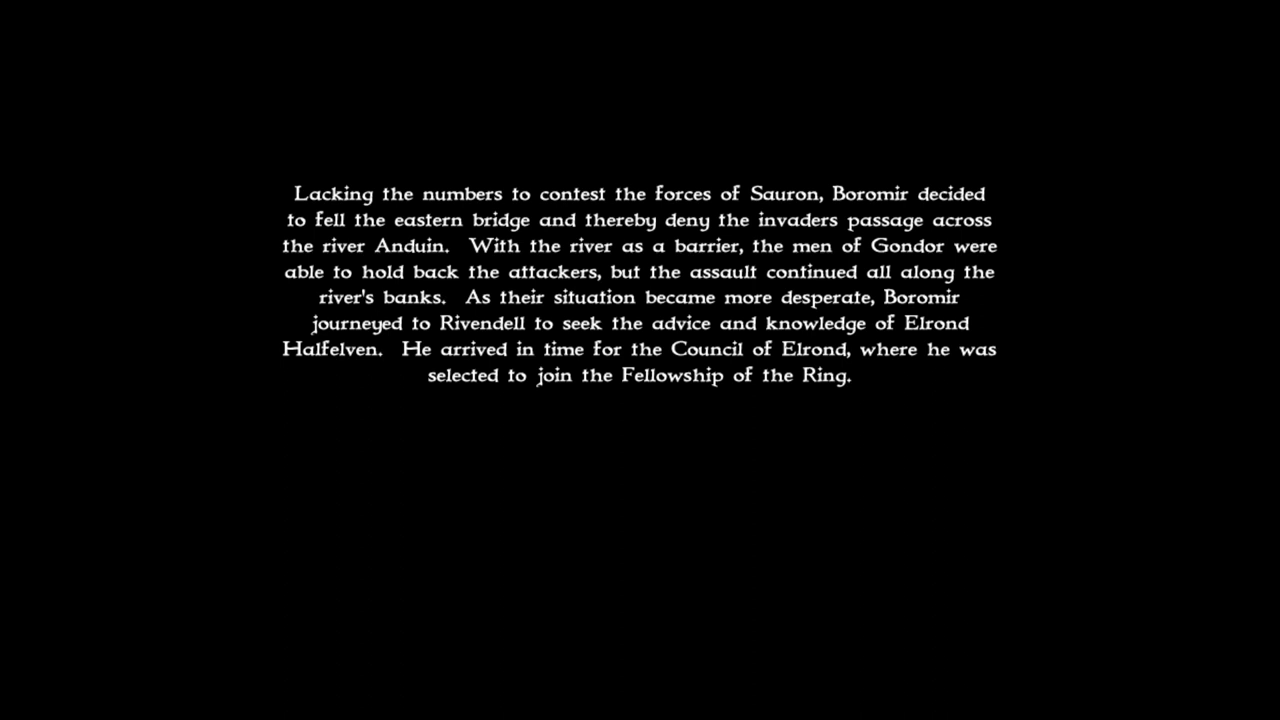 Lacking the numbers to contest the forces of Sauron, Boromir decided
to fell the eastern bridge and thereby deny the invaders passage across
the river Anduin.  With the river as a barrier, the men of Gondor were
able to hold back the attackers, but the assault continued all along the
river's banks.  As their situation became more desperate, Boromir
journeyed to Rivendell to seek the advice and knowledge of Elrond
Halfelven.  He arrived in time for the Council of Elrond, where he was
selected to join the Fellowship of the Ring.